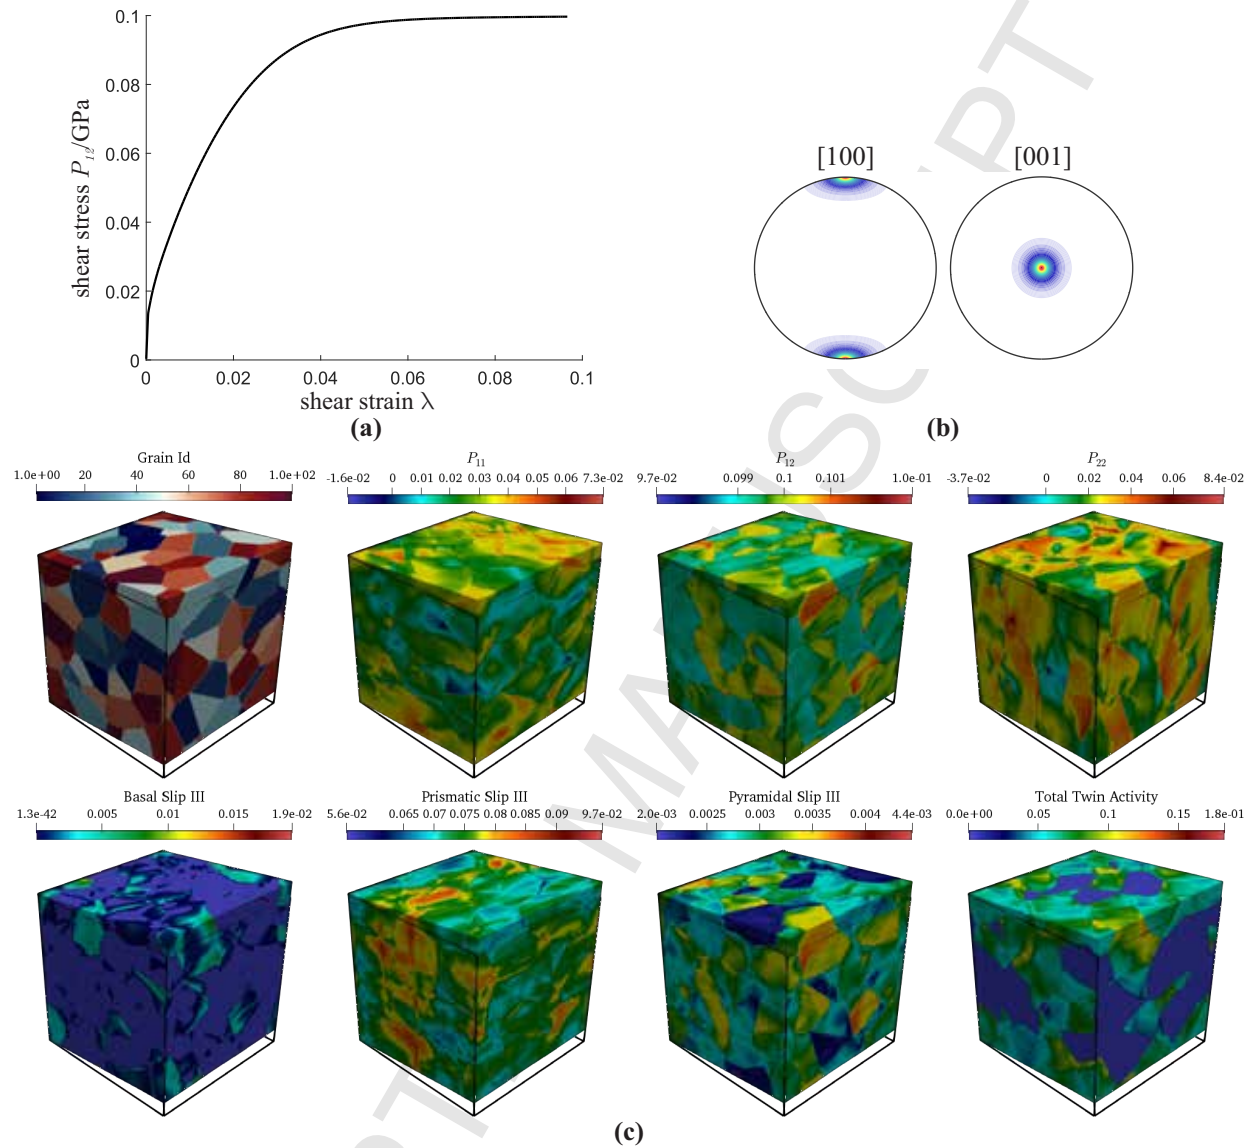 0.1
0.08
0.06
0.04
0.02
0
shear stress P₁₂/GPa
0 0.02 0.04 0.06 0.08 0.1
shear strain λ
(a)
[100] [001]
(b)
Grain Id
1.0e+00 20 40 60 80 1.0e+02
P₁₁
-1.6e-02 0 0.01 0.02 0.03 0.04 0.05 0.06 7.3e-02
P₁₂
9.7e-02 0.099 0.1 0.101 1.0e-01
P₂₂
-3.7e-02 0 0.02 0.04 0.06 8.4e-02
Basal Slip III
1.3e-42 0.005 0.01 0.015 1.9e-02
Prismatic Slip III
5.6e-02 0.065 0.07 0.075 0.08 0.085 0.09 9.7e-02
Pyramidal Slip III
2.0e-03 0.0025 0.003 0.0035 0.004 4.4e-03
Total Twin Activity
0.0e+00 0.05 0.1 0.15 1.8e-01
(c)